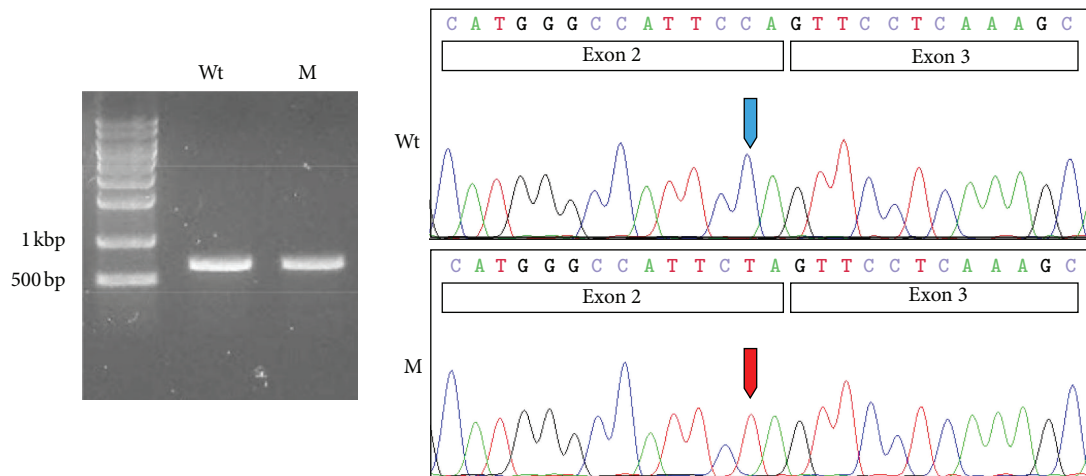 Wt M
1 kbp
500 bp
C A T G G G C C A T T C C A G T T C C T C A A A G C
Exon 2 Exon 3
Wt
C A T G G G C C A T T C T A G T T C C T C A A A G C
Exon 2 Exon 3
M